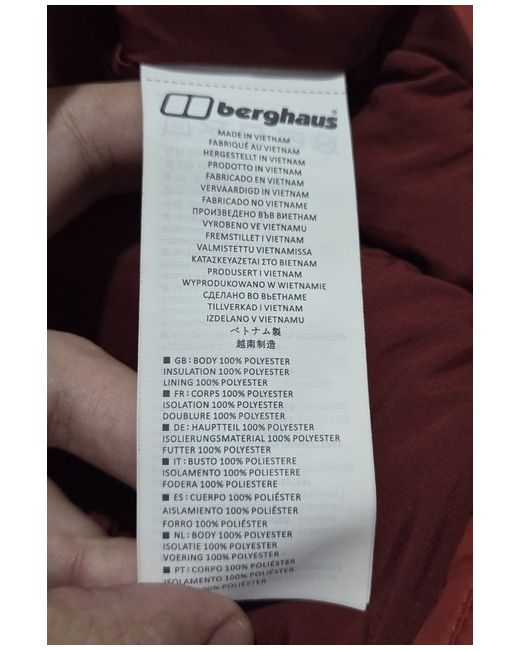 berghaus®
MADE IN VIETNAM
FABRIQUÉ AU VIETNAM
HERGESTELLT IN VIETNAM
PRODOTTO IN VIETNAM
FABRICADO EN VIETNAM
VERVAARDIGD IN VIETNAM
FABRICADO NO VIETNAME
ПРОИЗВЕДЕНО ВЪВ ВИЕТНАМ
VYROBENO VE VIETNAMU
FREMSTILLET I VIETNAM
VALMISTETTU VIETNAMISSA
ΚΑΤΑΣΚΕΥΑΖΕΤΑΙ ΣΤΟ ΒΙΕΤΝΑΜ
PRODUSERT I VIETNAM
WYPRODUKOWANO W WIETNAMIE
СДЕЛАНО ВО ВЬЕТНАМЕ
TILLVERKAD I VIETNAM
IZDELANO V VIETNAMU
ベトナム製
越南制造
■ GB: BODY 100% POLYESTER
INSULATION 100% POLYESTER
LINING 100% POLYESTER
■ FR: CORPS 100% POLYESTER
ISOLATION 100% POLYESTER
DOUBLURE 100% POLYESTER
■ DE: HAUPTTEIL 100% POLYESTER
ISOLIERUNGSMATERIAL 100% POLYESTER
FUTTER 100% POLYESTER
■ IT: BUSTO 100% POLIESTERE
ISOLAMENTO 100% POLIESTERE
FODERA 100% POLIESTERE
■ ES: CUERPO 100% POLIÉSTER
AISLAMIENTO 100% POLIÉSTER
FORRO 100% POLIÉSTER
■ NL: BODY 100% POLYESTER
ISOLATIE 100% POLYESTER
VOERING 100% POLYESTER
■ PT: CORPO 100% POLIÉSTER
ISOLAMENTO 100% POLIÉSTER
100% POLIÉSTER